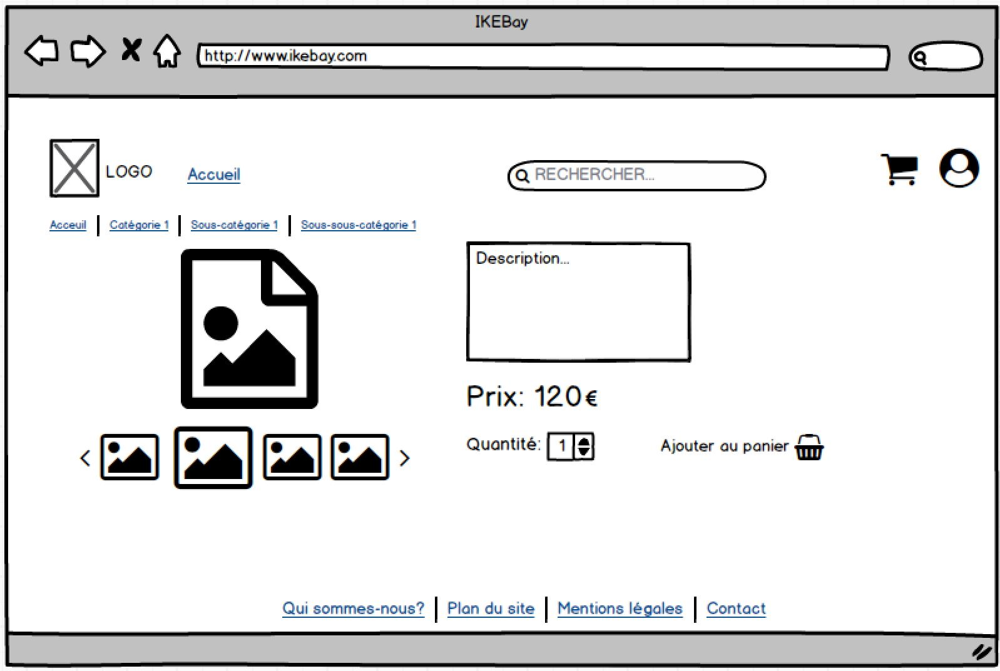 IKEBay
http://www.ikebay.com
LOGO Accueil RECHERCHER...
Acceuil Catégorie 1 Sous-catégorie 1 Sous-sous-catégorie 1
Description...
Prix: 120€
Quantité: 1 Ajouter au panier
< >
Qui sommes-nous? Plan du site Mentions légales Contact